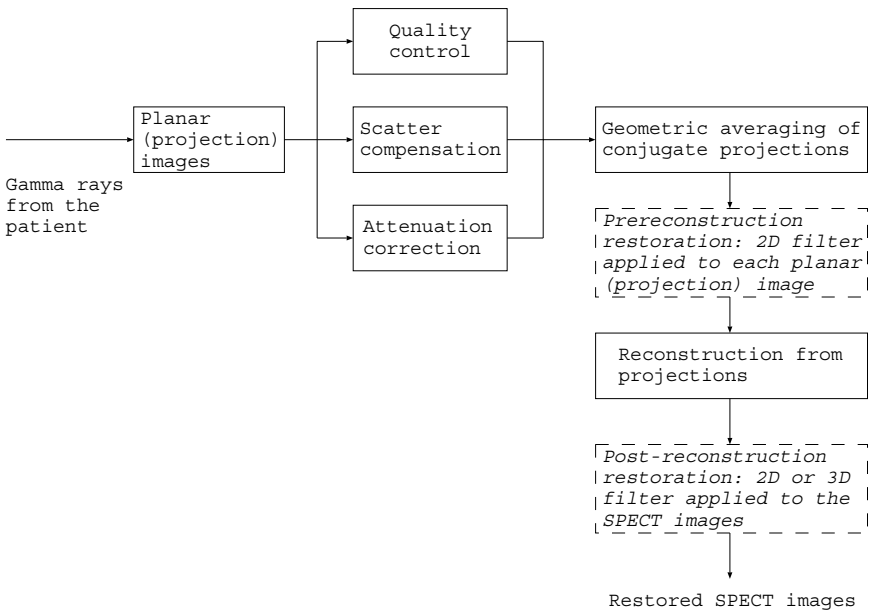 Gamma rays
from the
patient
Planar
(projection)
images
Quality
control
Scatter
compensation
Attenuation
correction
Geometric averaging of
conjugate projections
Prereconstruction
restoration: 2D filter
applied to each planar
(projection) image
Reconstruction from
projections
Post-reconstruction
restoration: 2D or 3D
filter applied to the
SPECT images
Restored SPECT images